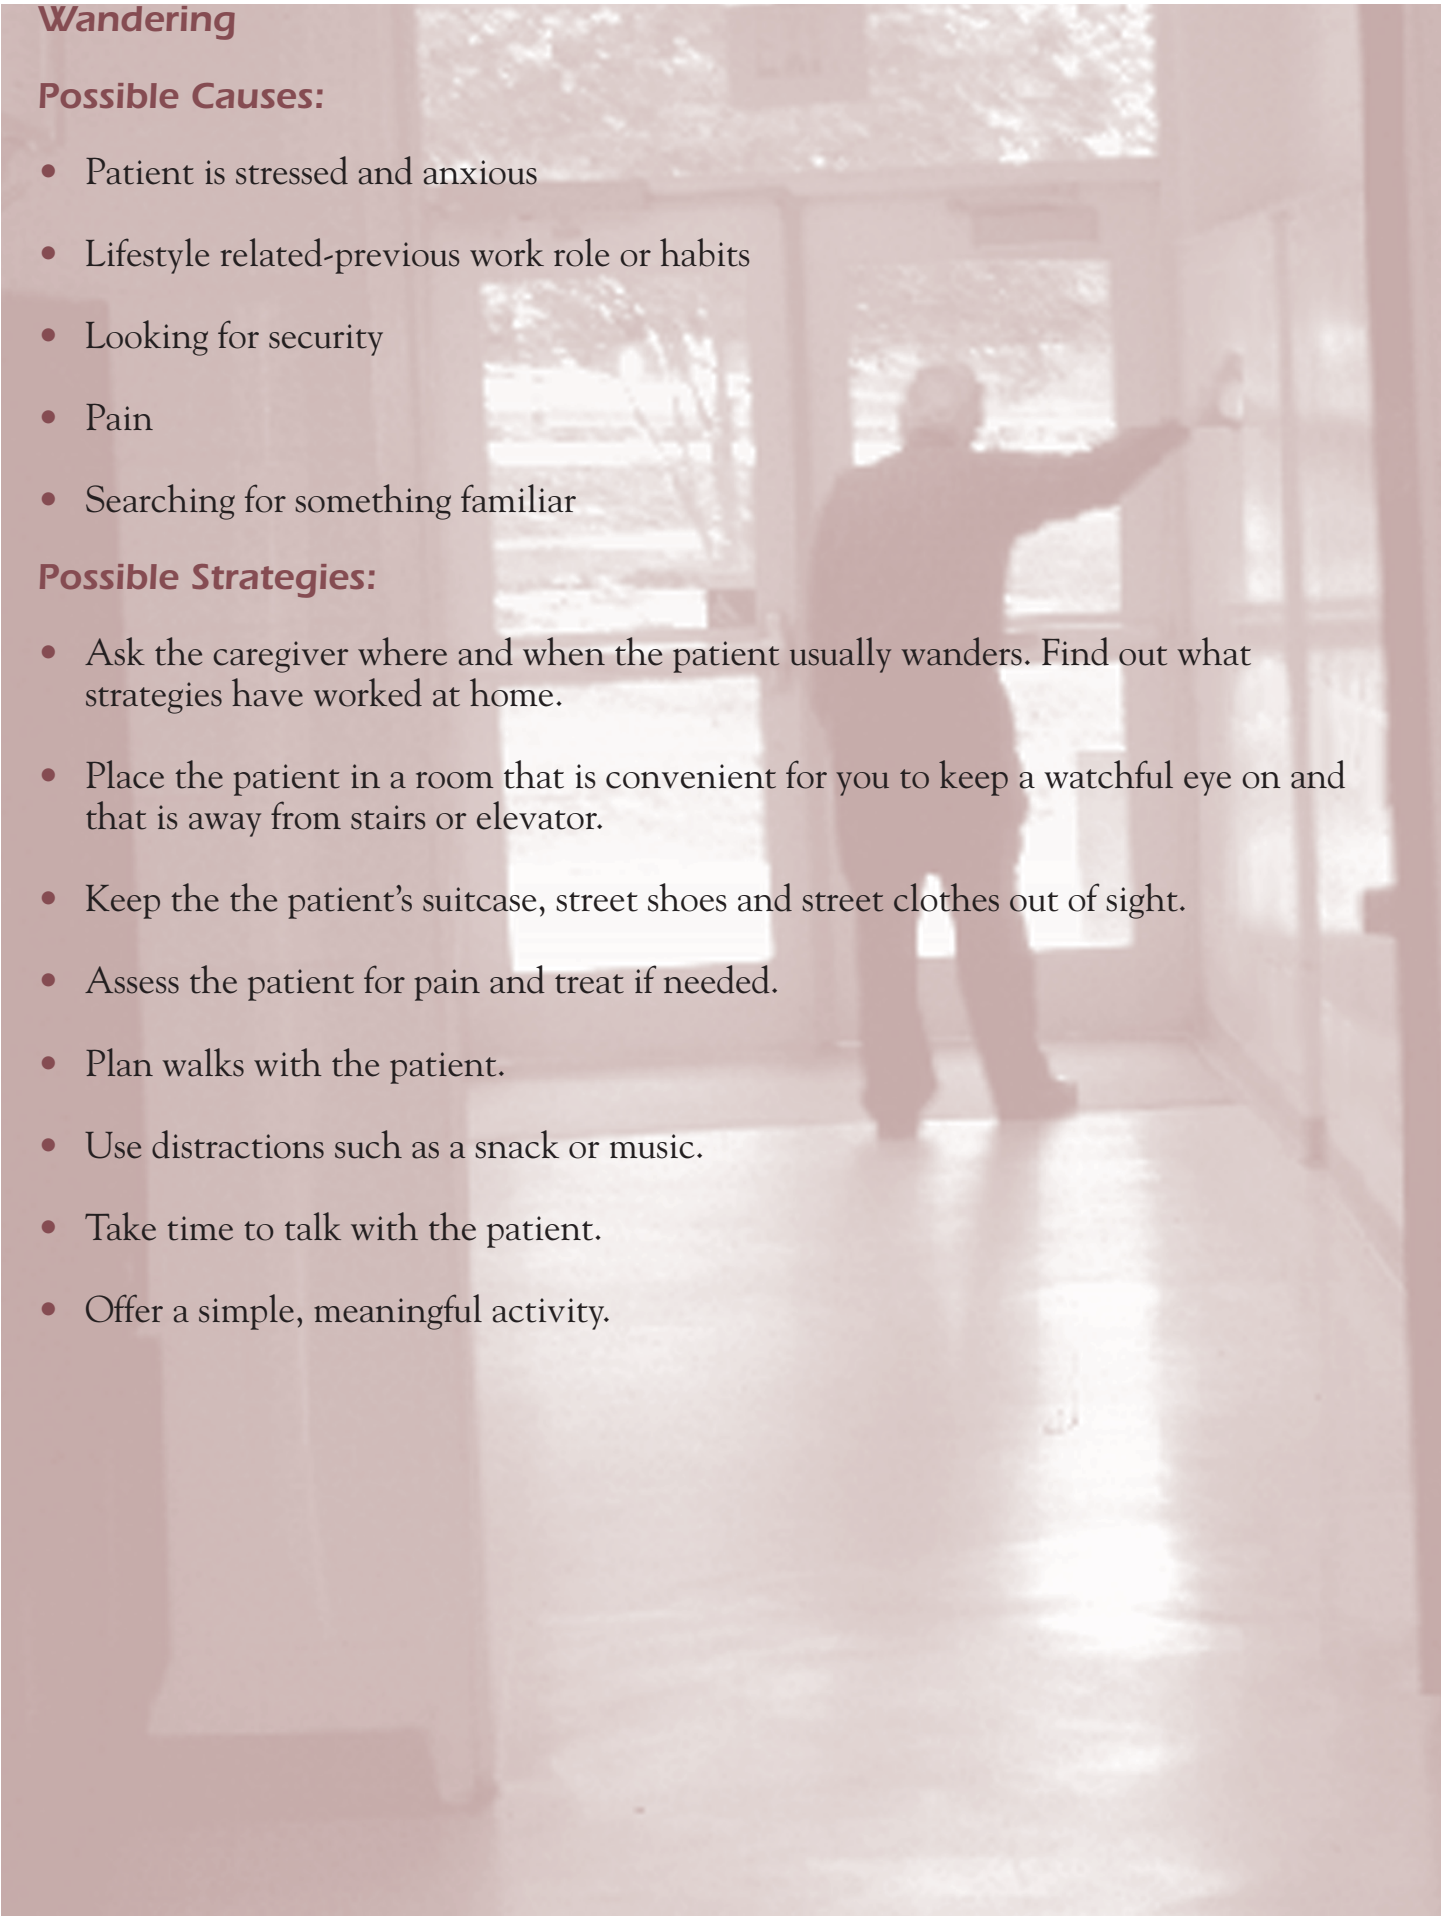 Wandering
Possible Causes:
• Patient is stressed and anxious
• Lifestyle related-previous work role or habits
• Looking for security
• Pain
• Searching for something familiar
Possible Strategies:
• Ask the caregiver where and when the patient usually wanders. Find out what
strategies have worked at home.
• Place the patient in a room that is convenient for you to keep a watchful eye on and
that is away from stairs or elevator.
• Keep the the patient’s suitcase, street shoes and street clothes out of sight.
• Assess the patient for pain and treat if needed.
• Plan walks with the patient.
• Use distractions such as a snack or music.
• Take time to talk with the patient.
• Offer a simple, meaningful activity.